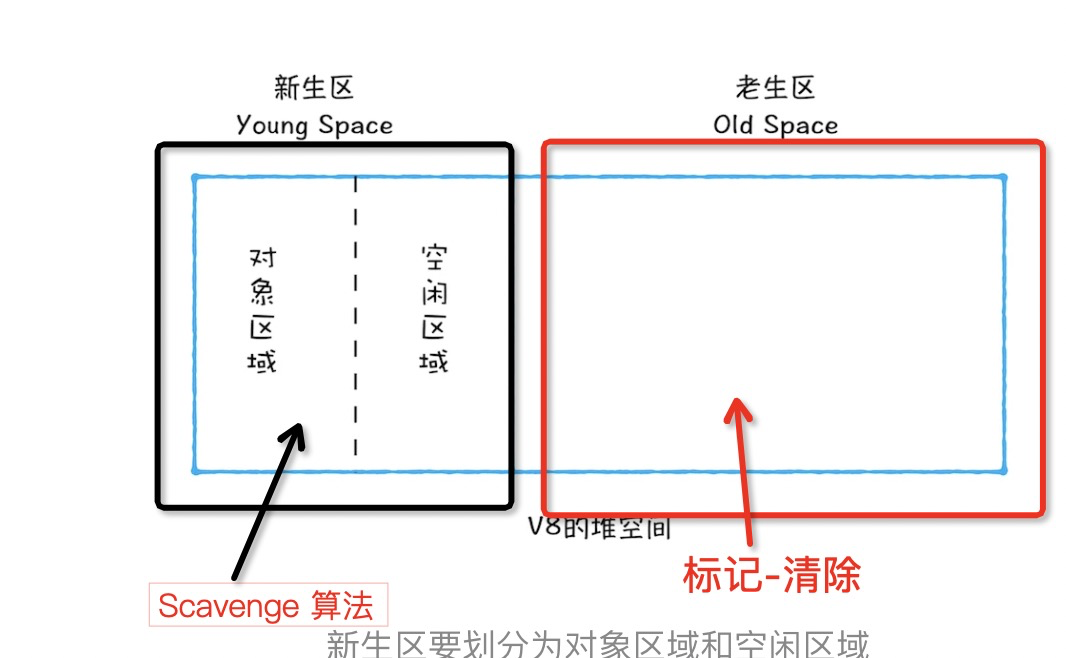 新生区
Young Space
老生区
Old Space
对象区域
空闲区域
V8的堆空间
Scavenge 算法
标记-清除
新生区要划分为对象区域和空闲区域